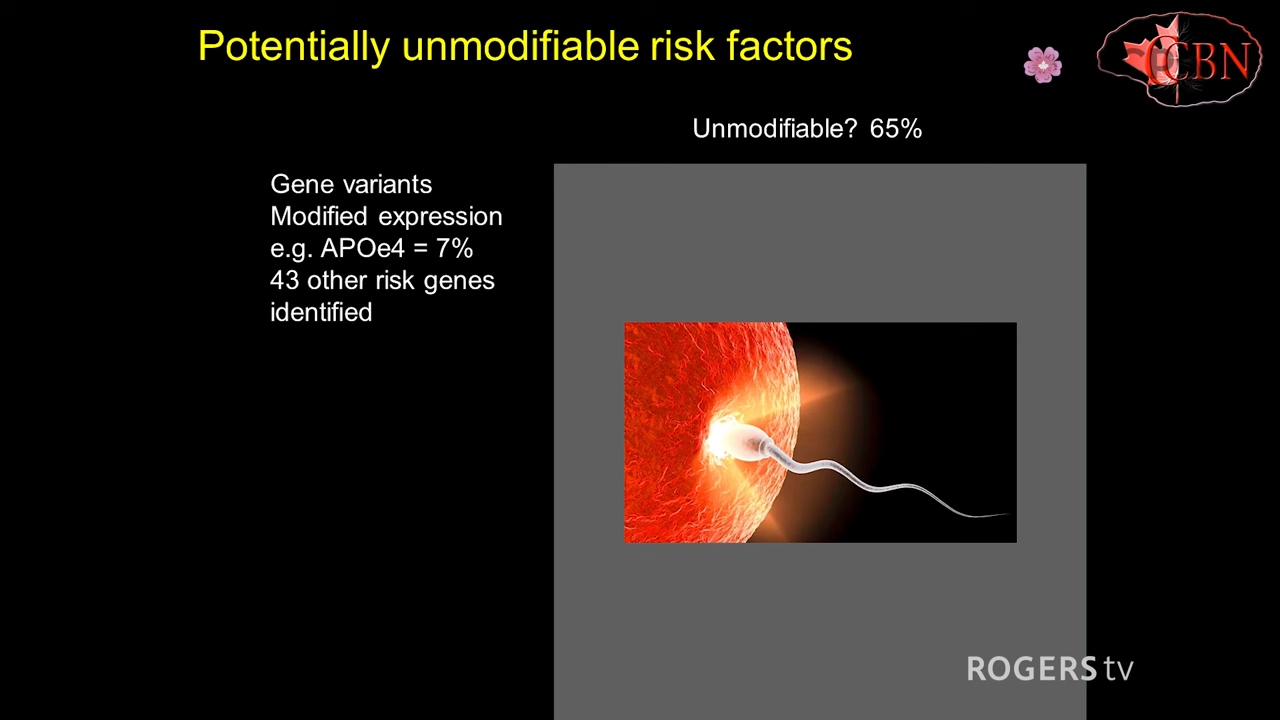 Potentially unmodifiable risk factors
CCBN
Unmodifiable? 65%
Gene variants
Modified expression
e.g. APOe4 = 7%
43 other risk genes
identified
ROGERS tv